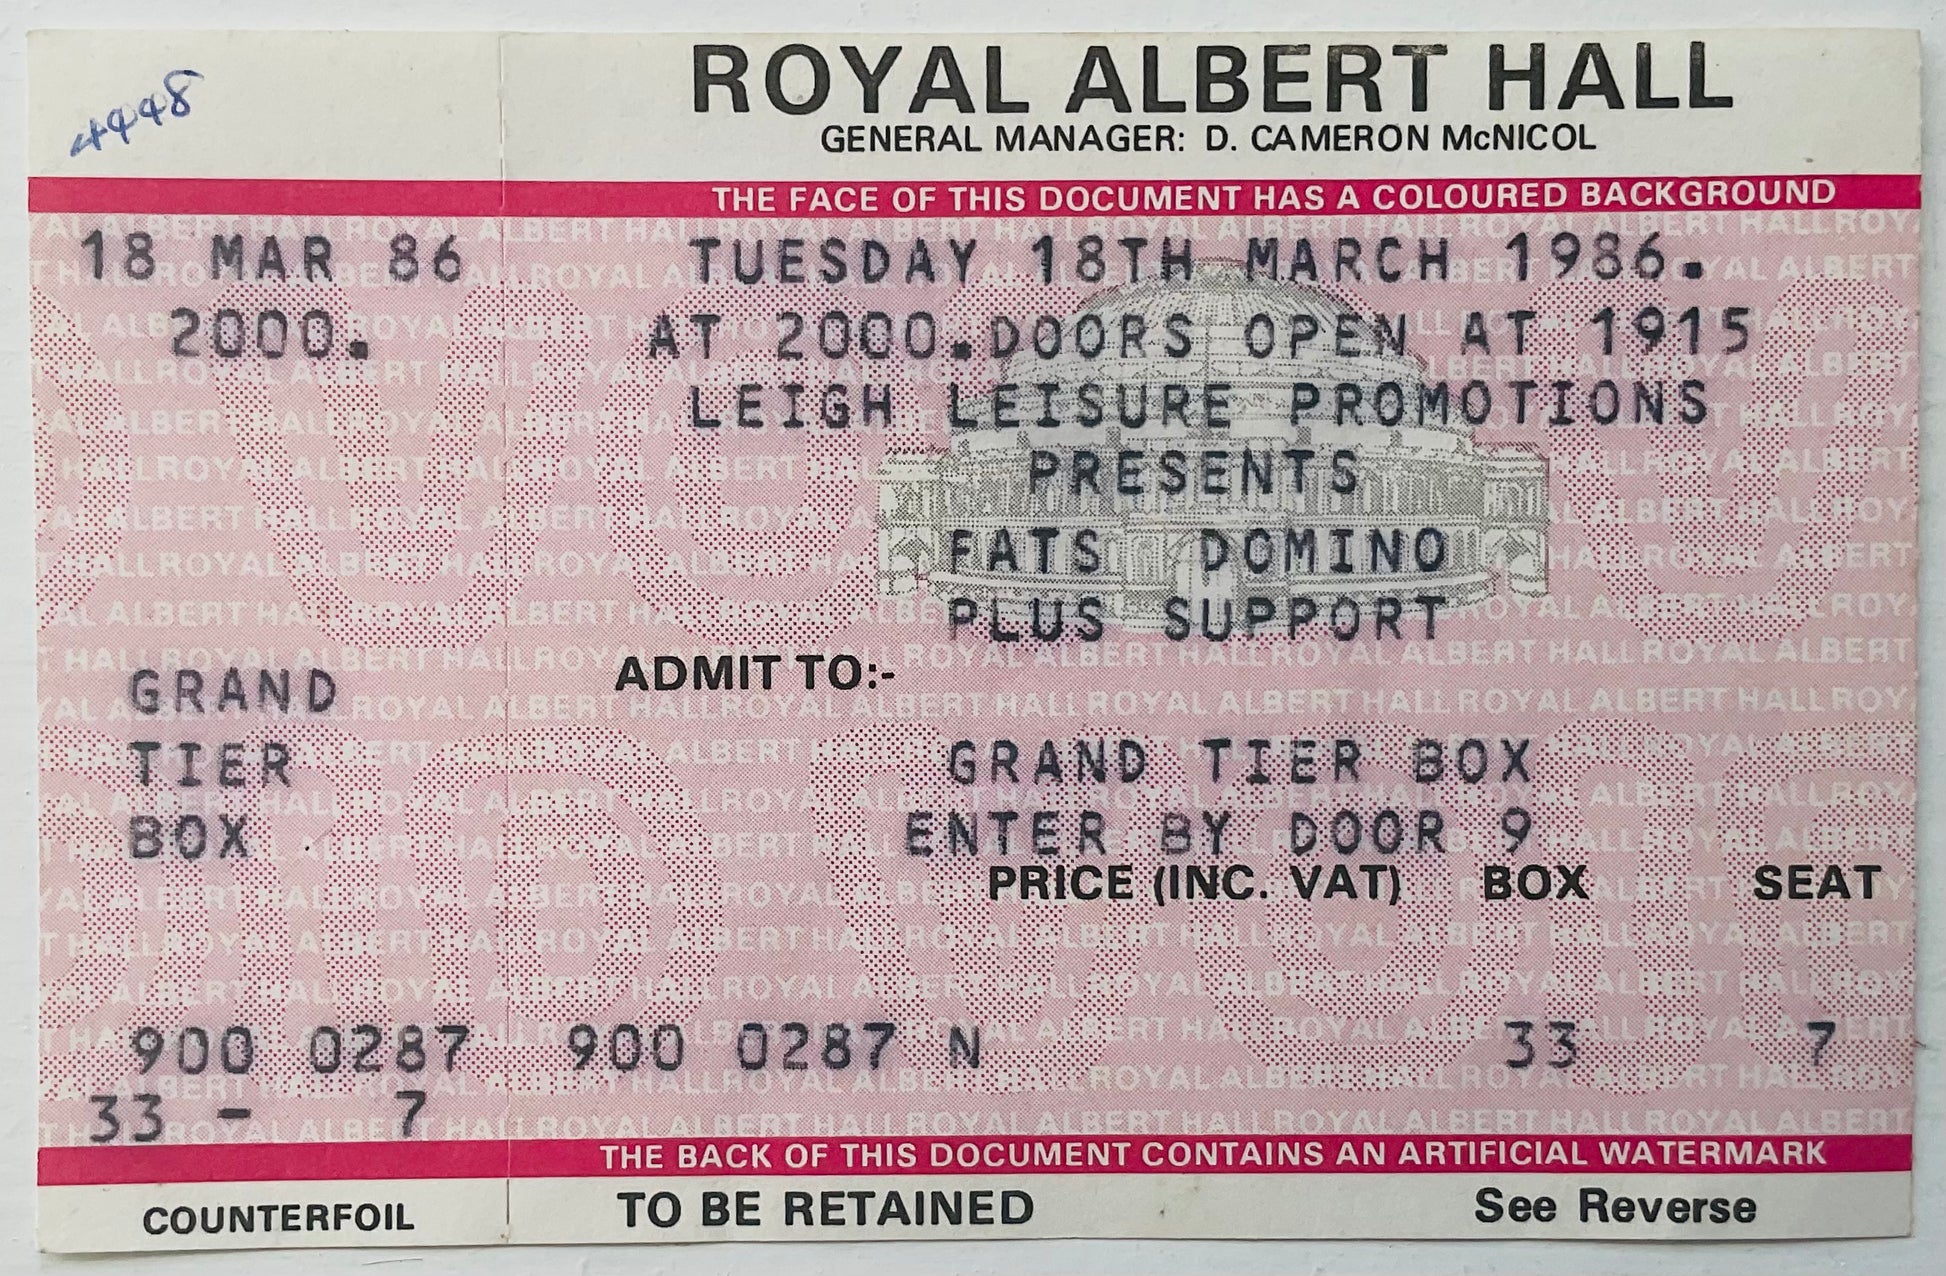 4448
ROYAL ALBERT HALL
GENERAL MANAGER: D. CAMERON McNICOL
THE FACE OF THIS DOCUMENT HAS A COLOURED BACKGROUND
18 MAR 86
2000.
TUESDAY 18TH MARCH 1986.
AT 2000.DOORS OPEN AT 1915
LEIGH LEISURE PROMOTIONS
PRESENTS
FATS DOMINO
PLUS SUPPORT
ADMIT TO:-
GRAND
TIER
BOX
GRAND TIER BOX
ENTER BY DOOR 9
PRICE (INC. VAT) BOX SEAT
900 0287
33 - 7
900 0287 N 33 7
THE BACK OF THIS DOCUMENT CONTAINS AN ARTIFICIAL WATERMARK
COUNTERFOIL
TO BE RETAINED
See Reverse